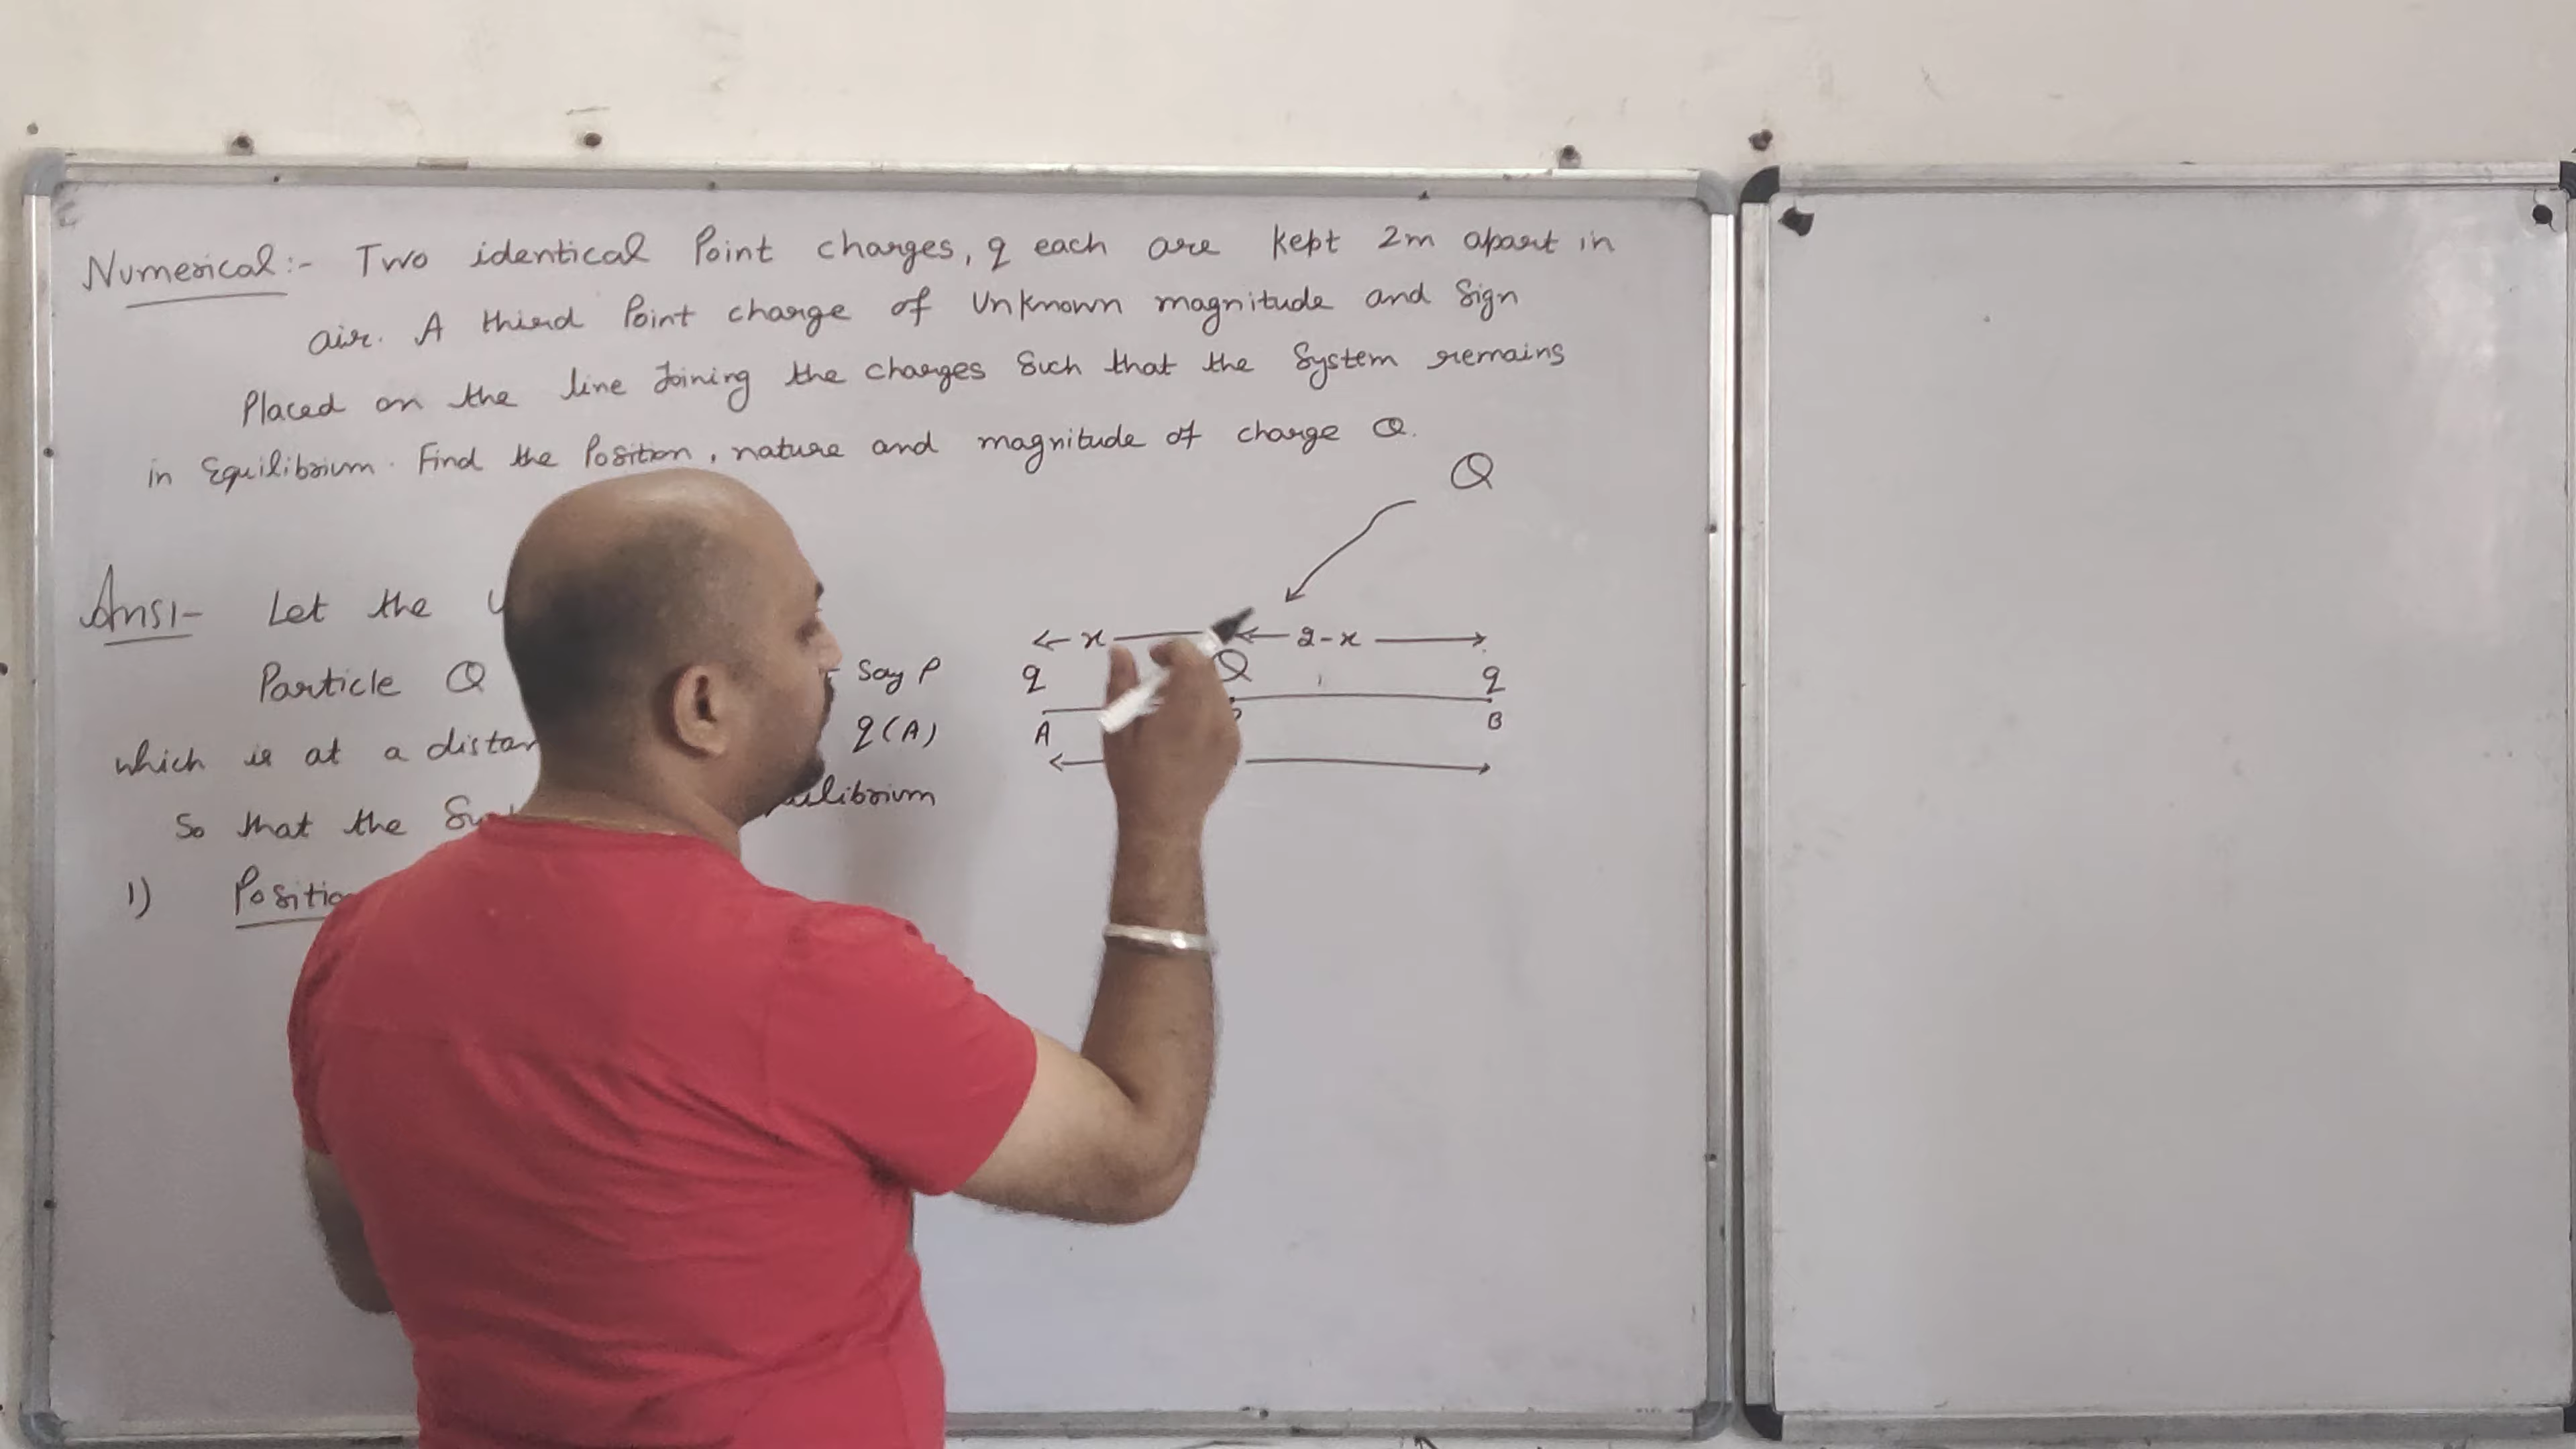 Numerical:- Two identical Point charges, q each are kept 2m apart in
air. A third Point charge of Unknown magnitude and Sign
Placed on the line Joining the charges Such that the System remains
in Equilibrium. Find the Position, nature and magnitude of charge Q.
Q
Ans:- Let the
Particle Q Say P
which is at a q(A)
So that the
1)
x 2-x
q Q q
A B